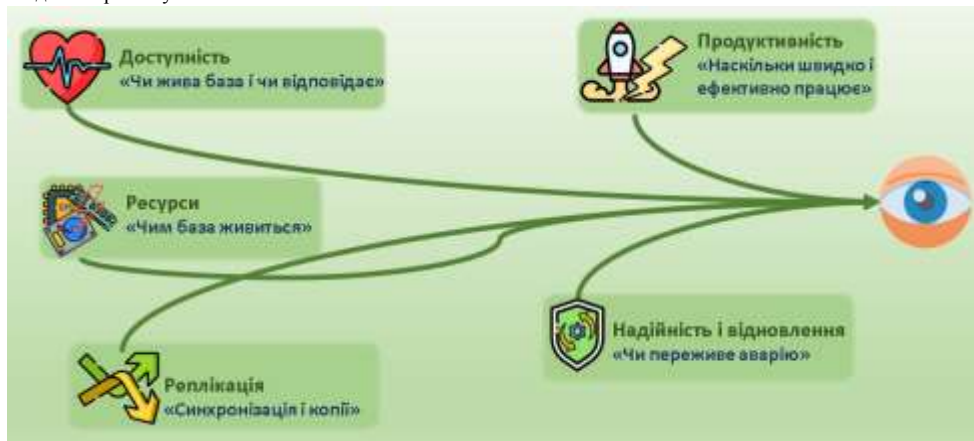 Доступність
«Чи жива база і чи відповідає»
Продуктивність
«Наскільки швидко і
ефективно працює»
Ресурси
«Чим база живиться»
Надійність і відновлення
«Чи переживе аварію»
Реплікація
«Синхронізація і копії»